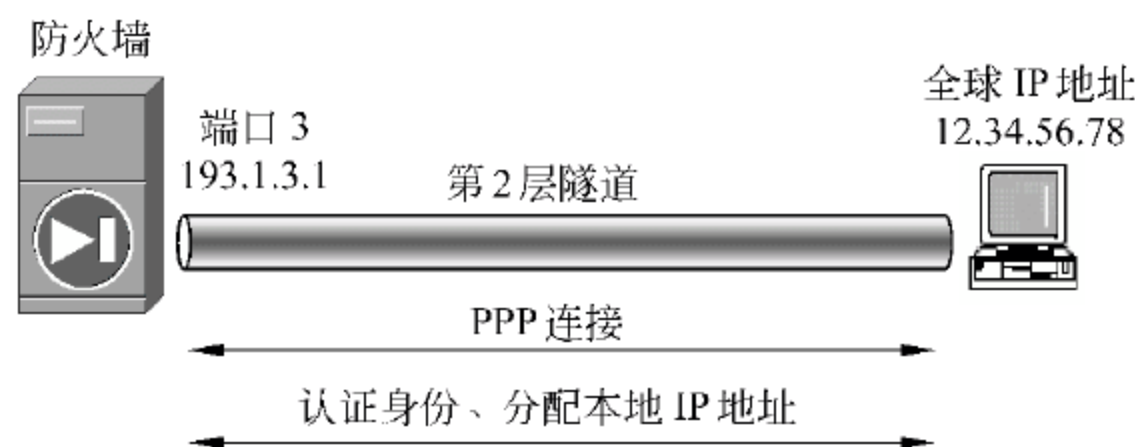 防火墙
端口 3
193.1.3.1
全球 IP 地址
12.34.56.78
第 2 层隧道
PPP 连接
认证身份、分配本地 IP 地址